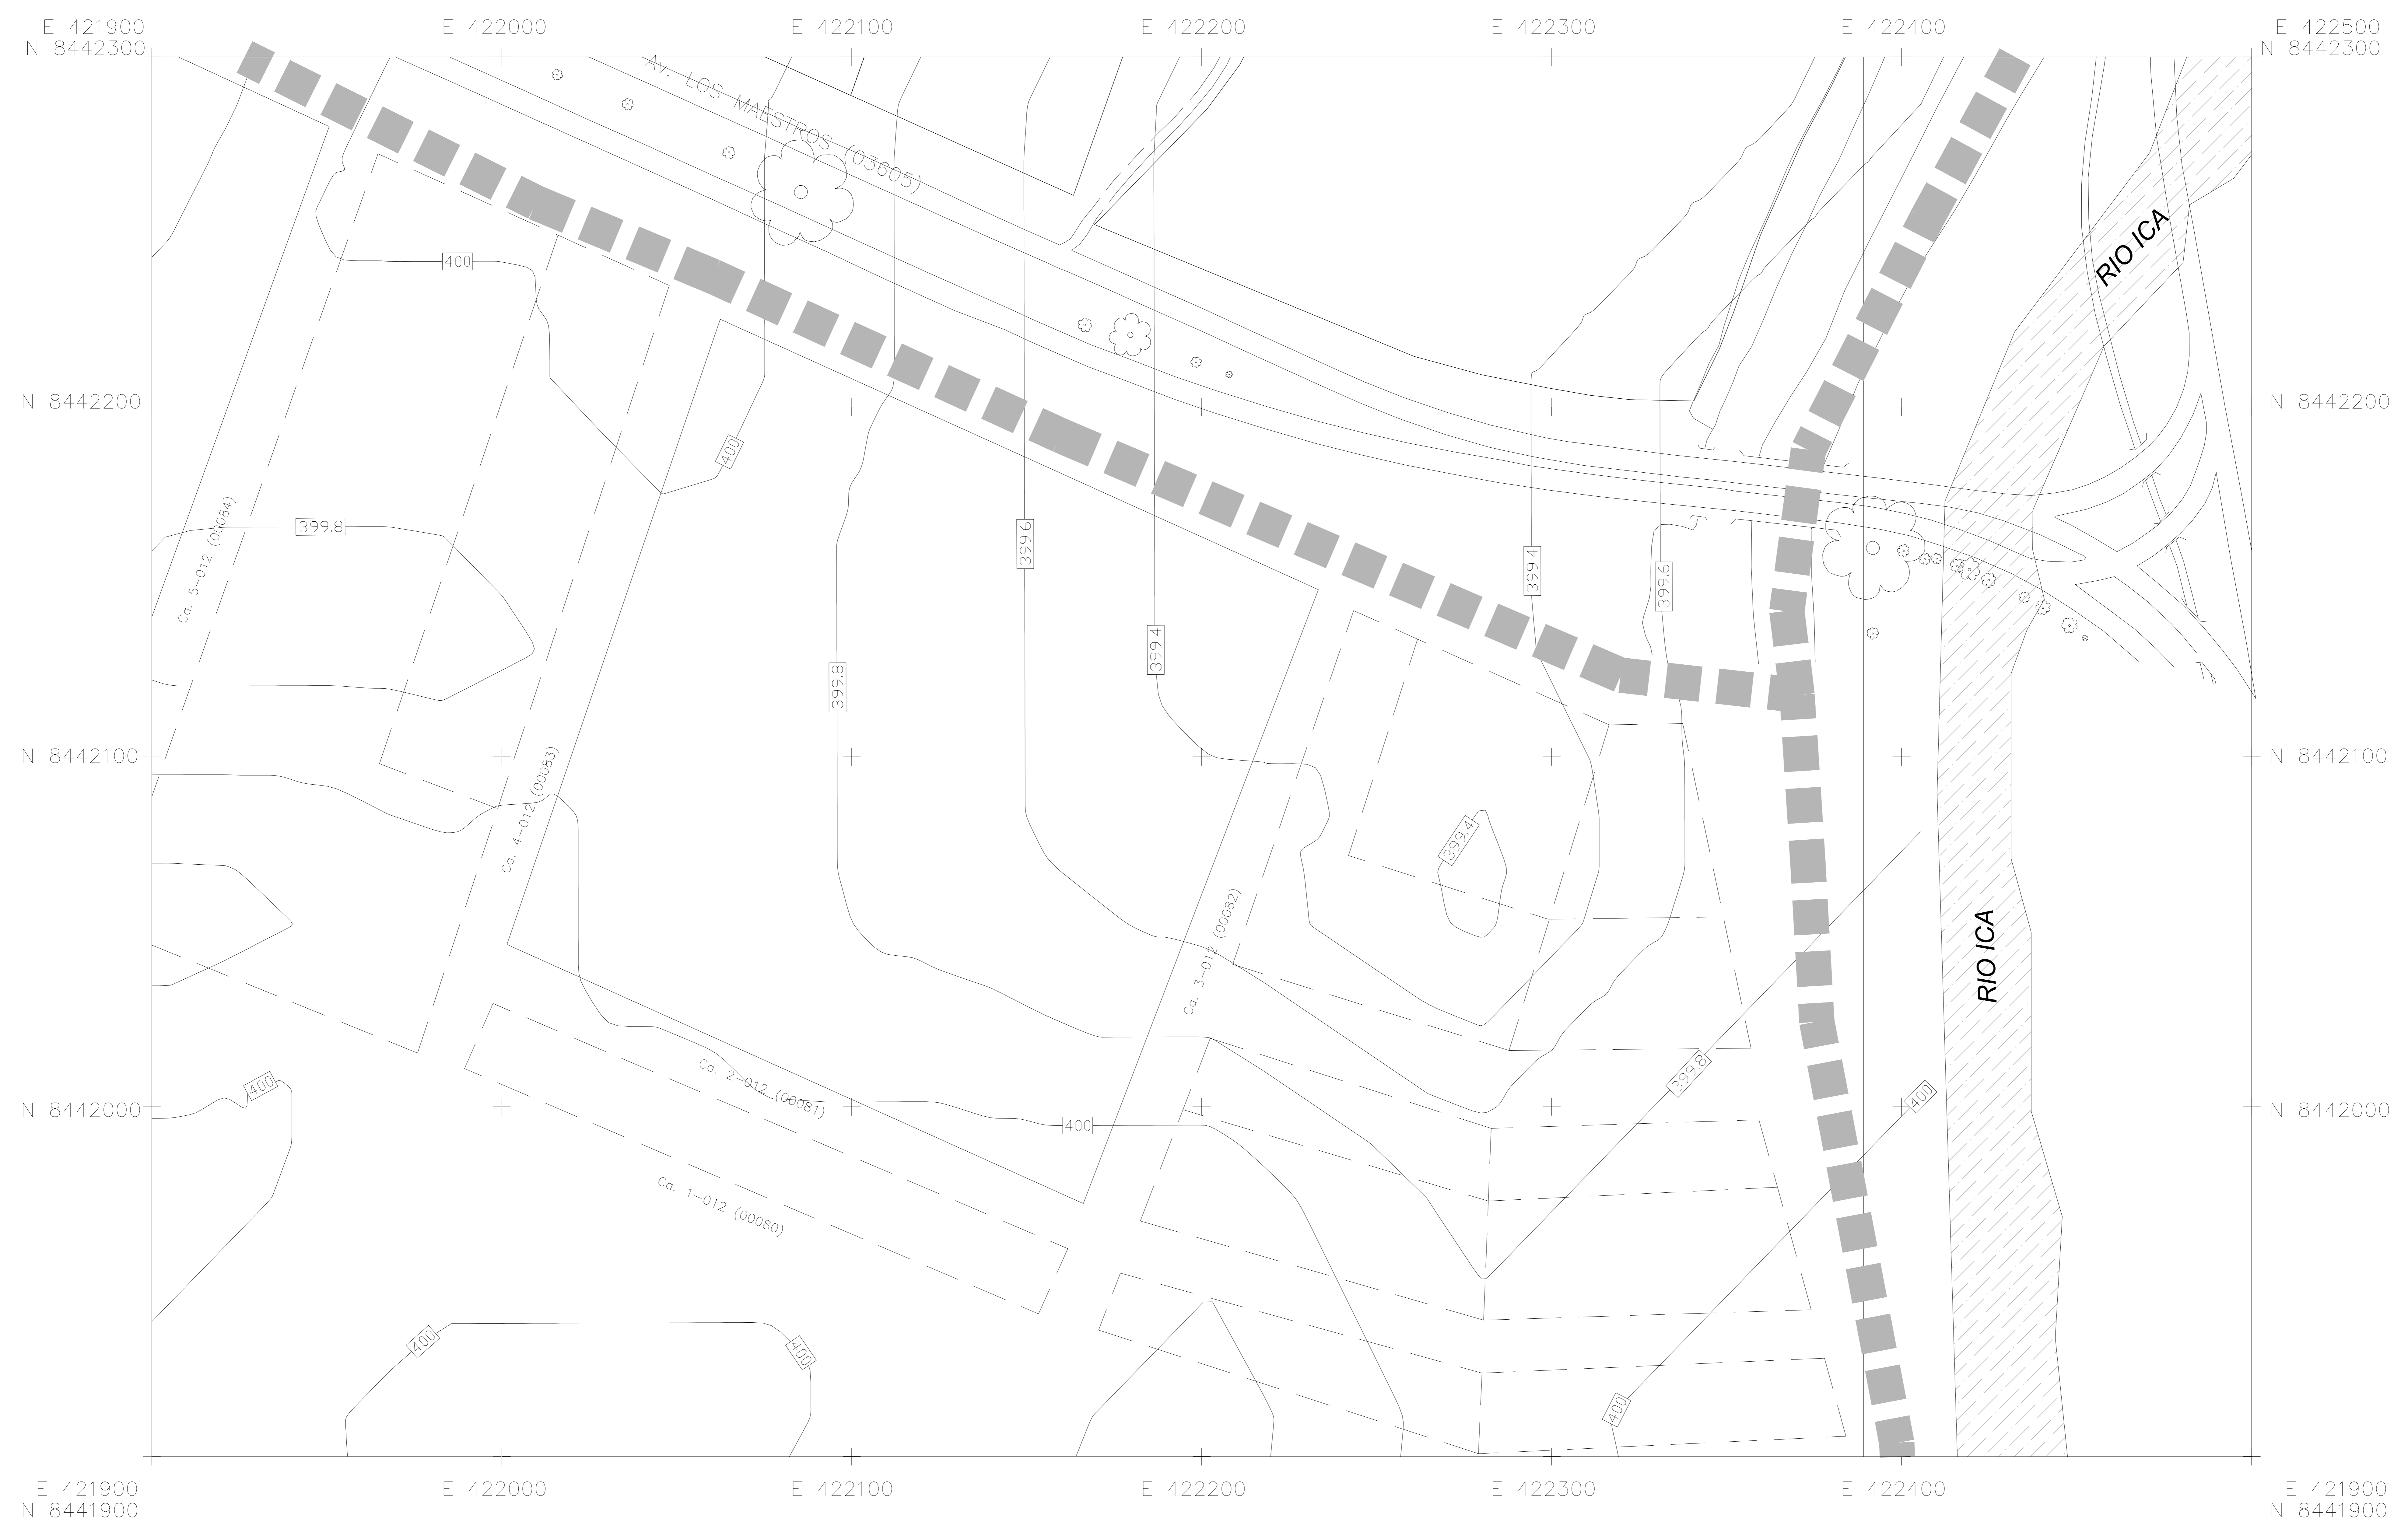 E 421900
N 8442300
E 422000
E 422100
E 422200
E 422300
E 422400
E 422500
N 8442300
Av. LOS MAESTROS (03605)
RIO ICA
400
N 8442200
N 8442200
400
Ca. 5-012 (00084)
399.8
399.6
399.4
399.6
399.4
399.8
N 8442100
N 8442100
Ca. 4-012 (00083)
399.4
Ca. 3-012 (00082)
RIO ICA
399.8
400
400
Ca. 2-012 (00081)
N 8442000
N 8442000
400
Ca. 1-012 (00080)
400
400
400
E 421900
N 8441900
E 422000
E 422100
E 422200
E 422300
E 422400
E 421900
N 8441900